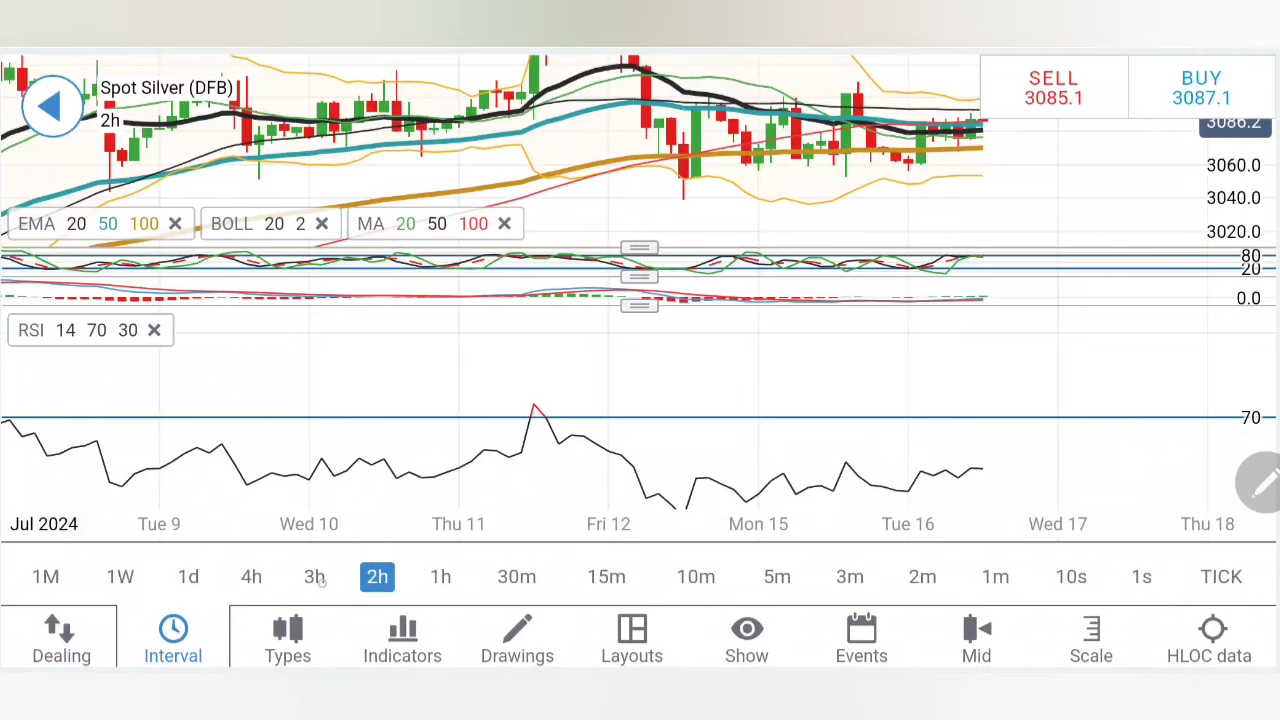 Spot Silver (DFB)
2h
SELL
3085.1
BUY
3087.1
3086.2
3060.0
3040.0
3020.0
EMA 20 50 100
BOLL 20 2
MA 20 50 100
80
20
0.0
RSI 14 70 30
70
Jul 2024 Tue 9 Wed 10 Thu 11 Fri 12 Mon 15 Tue 16 Wed 17 Thu 18
1M 1W 1d 4h 3h 2h 1h 30m 15m 10m 5m 3m 2m 1m 10s 1s TICK
Dealing Interval Types Indicators Drawings Layouts Show Events Mid Scale HLOC data